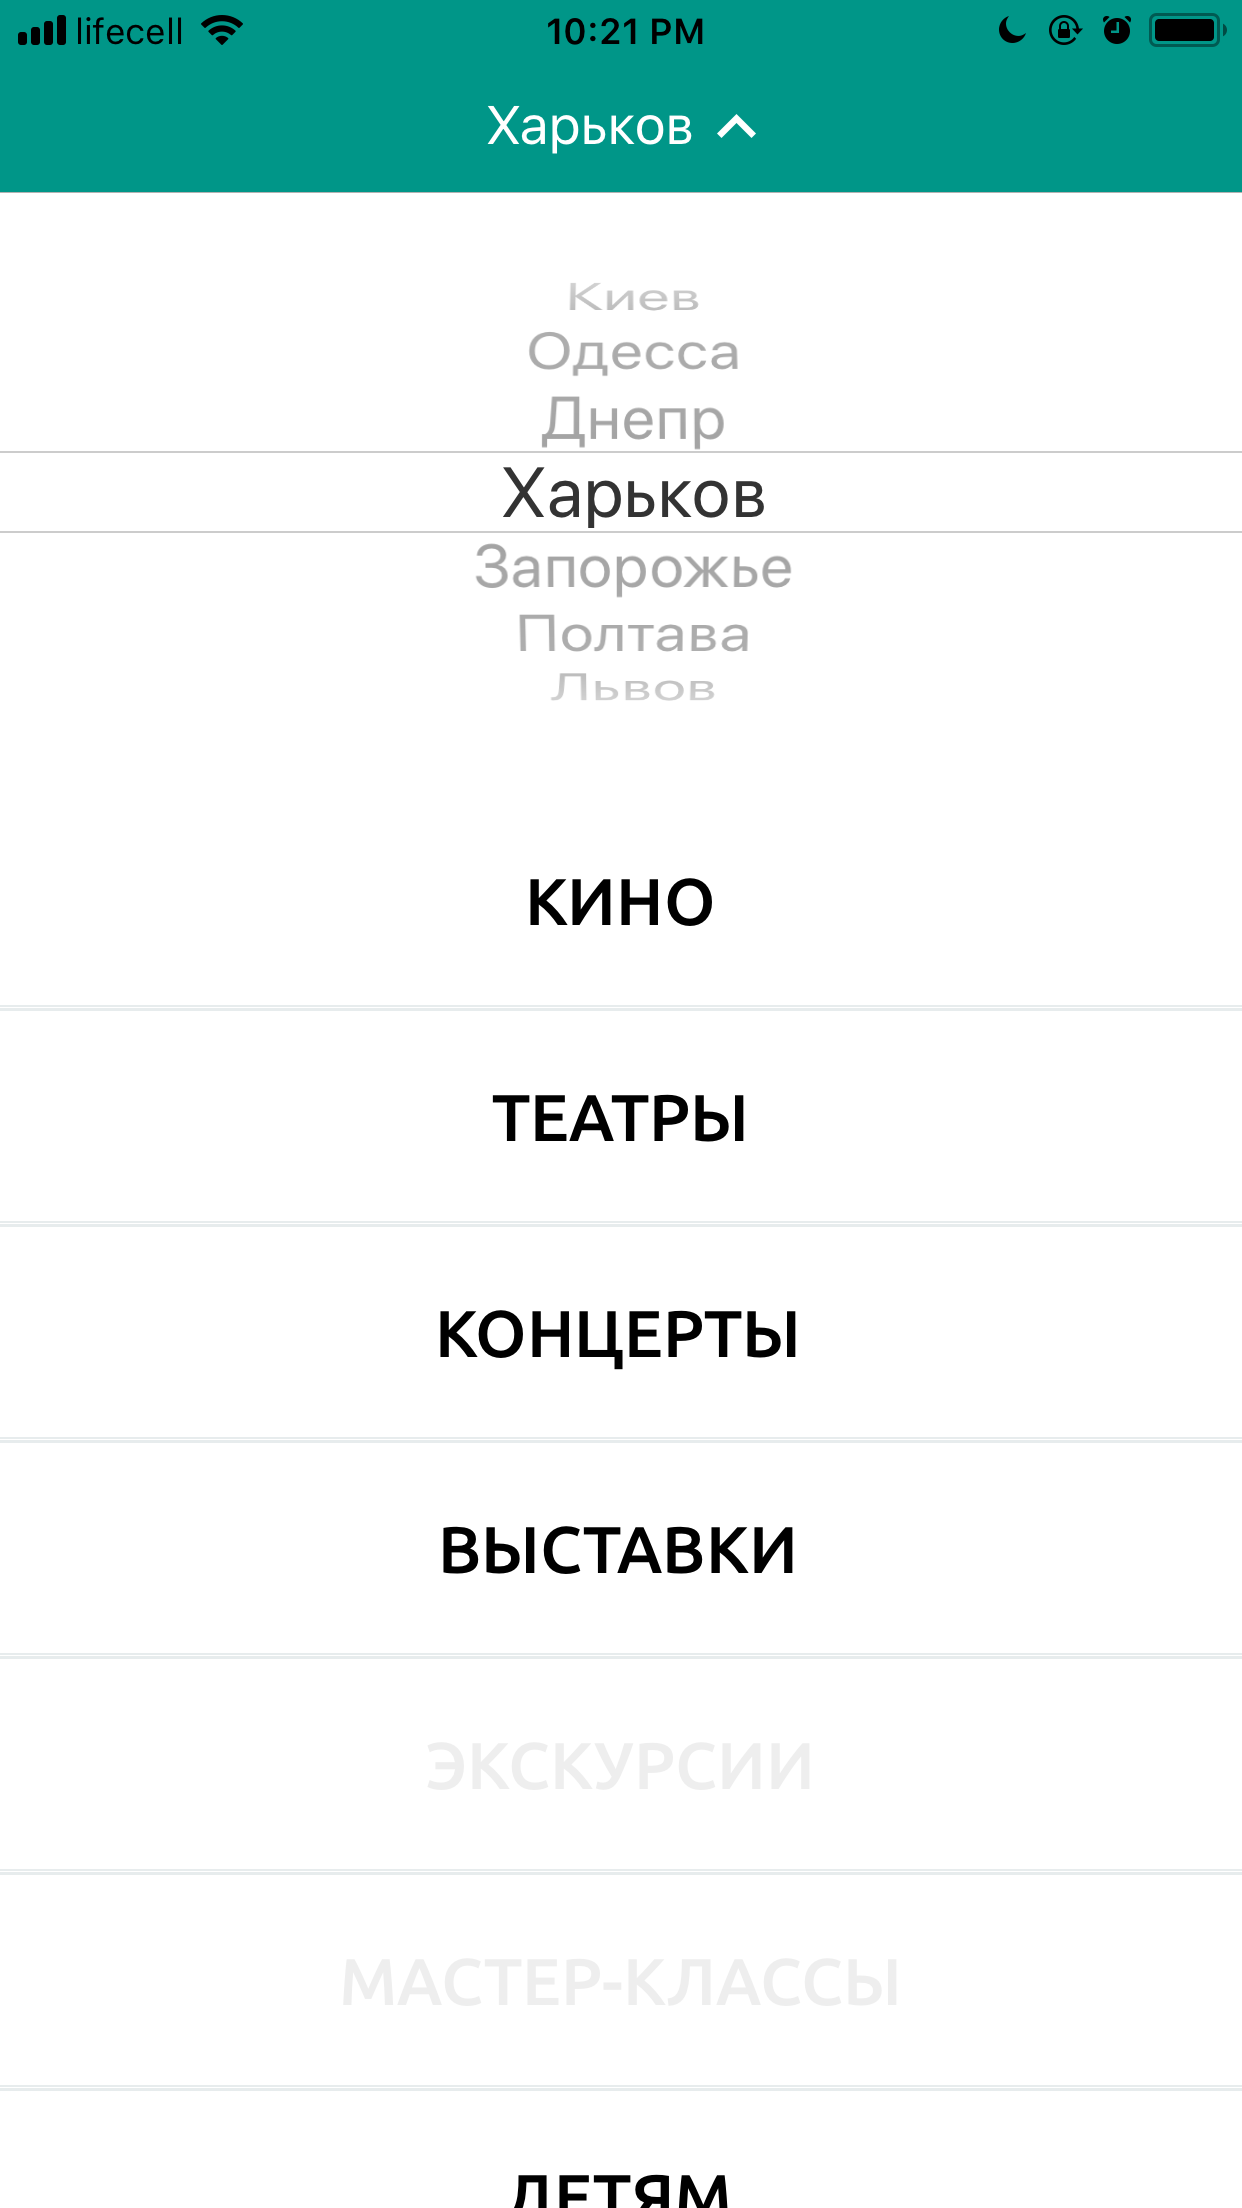 lifecell 10:21 PM
Харьков
Киев
Одесса
Днепр
Харьков
Запорожье
Полтава
Львов
КИНО
ТЕАТРЫ
КОНЦЕРТЫ
ВЫСТАВКИ
ЭКСКУРСИИ
МАСТЕР-КЛАССЫ
ДЕТЯМ